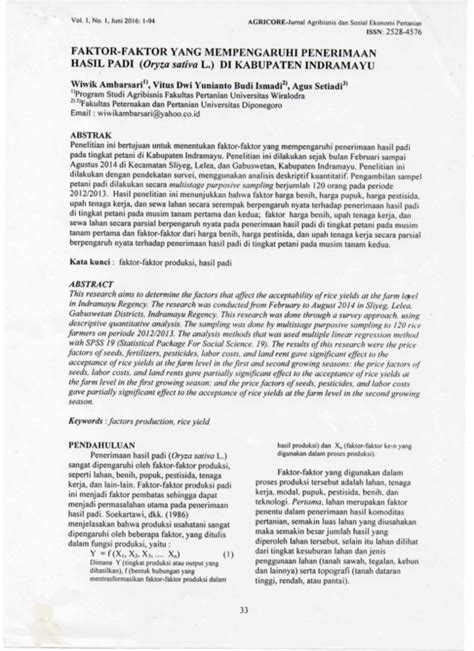 Vol. 1, No. 1, Juni 2016: 1-94
AGRICORE-Jurnal Agribisnis dan Sosial Ekonomi Pertanian
ISSN: 2528-4576
FAKTOR-FAKTOR YANG MEMPENGARUHI PENERIMAAN
HASIL PADI (Oryza sativa L.) DI KABUPATEN INDRAMAYU
Wiwik Ambarsari1), Vitus Dwi Yunianto Budi Ismadi2), Agus Setiadi3)
1)Program Studi Agribisnis Fakultas Pertanian Universitas Wiralodra
2) 3)Fakultas Peternakan dan Pertanian Universitas Diponegoro
Email : wiwikambarsari@yahoo.co.id
ABSTRAK
Penelitian ini bertujuan untuk menentukan faktor-faktor yang mempengaruhi penerimaan hasil padi
pada tingkat petani di Kabupaten Indramayu. Penelitian ini dilakukan sejak bulan Februari sampai
Agustus 2014 di Kecamatan Sliyeg, Lelea, dan Gabuswetan, Kabupaten Indramayu. Penelitian ini
dilakukan dengan pendekatan survei, menggunakan analisis deskriptif kuantitatif. Pengambilan sampel
petani padi dilakukan secara multistage purposive sampling berjumlah 120 orang pada periode
2012/2013. Hasil penelitian ini menunjukkan bahwa faktor harga benih, harga pupuk, harga pestisida,
upah tenaga kerja, dan sewa lahan secara serempak berpengaruh nyata terhadap penerimaan hasil padi
di tingkat petani pada musim tanam pertama dan kedua; faktor harga benih, upah tenaga kerja, dan
sewa lahan secara parsial berpengaruh nyata terhadap penerimaan hasil padi di tingkat petani pada musim
tanam pertama dan faktor-faktor dari harga benih, harga pestisida, dan upah tenaga kerja secara parsial
berpengaruh nyata terhadap penerimaan hasil padi di tingkat petani pada musim tanam kedua.
Kata kunci : faktor-faktor produksi, hasil padi
ABSTRACT
This research aims to determine the factors that affect the acceptability of rice yields at the farm level
in Indramayu Regency. The research was conducted from February to August 2014 in Sliyeg, Lelea,
Gabuswetan Districts, Indramayu Regency. This research was done through a survey approach, using
descriptive quantitative analysis. The sampling was done by multistage purposive sampling to 120 rice
farmers on periode 2012/2013. The analysis methods that was used multiple linear regression method
with SPSS 19 (Statistical Package For Social Science. 19). The results of this research were the price
factors of seeds, fertilizers, pesticides, labor costs, and land rent gave significant effect to the
acceptance of rice yields at the farm level in the first and second growing seasons: the price factors of
seeds, labor costs, and land rents gave partially significant effect to the acceptance of rice yields at
the farm level in the first growing season; and the price factors of seeds, pesticides, and labor costs
gave partially significant effect to the acceptance of rice yields at the farm level in the second growing
season.
Keywords : factors production, rice yield
PENDAHULUAN
Penerimaan hasil padi (Oryza sativa L.)
sangat dipengaruhi oleh faktor-faktor produksi,
seperti lahan, benih, pupuk, pestisida, tenaga
kerja, dan lain-lain. Faktor-faktor produksi padi
ini menjadi faktor pembatas sehingga dapat
menjadi permasalahan utama pada penerimaan
hasil padi. Soekartawi, dkk. (1986)
menjelaskan bahwa produksi usahatani sangat
dipengaruhi oleh beberapa faktor, yang ditulis
dalam fungsi produksi, yaitu :
Y = f (X1, X2, X3, .... Xn) (1)
Dimana Y (tingkat produksi atau output yang
dihasilkan), f (bentuk hubungan yang
mentrasformasikan faktor-faktor produksi dalam
hasil produksi) dan Xn (faktor-faktor ke-n yang
digunakan dalam proses produksi).
Faktor-faktor yang digunakan dalam
proses produksi tersebut adalah lahan, tenaga
kerja, modal, pupuk, pestisida, benih, dan
teknologi. Pertama, lahan merupakan faktor
penentu dalam penerimaan hasil komoditas
pertanian, semakin luas lahan yang diusahakan
maka semakin besar jumlah hasil yang
diperoleh lahan tersebut, selain itu lahan dilihat
dari tingkat kesuburan lahan dan jenis
penggunaan lahan (tanah sawah, tegalan, kebun
dan lainnya) serta topografi (tanah dataran
tinggi, rendah, atau pantai).
33